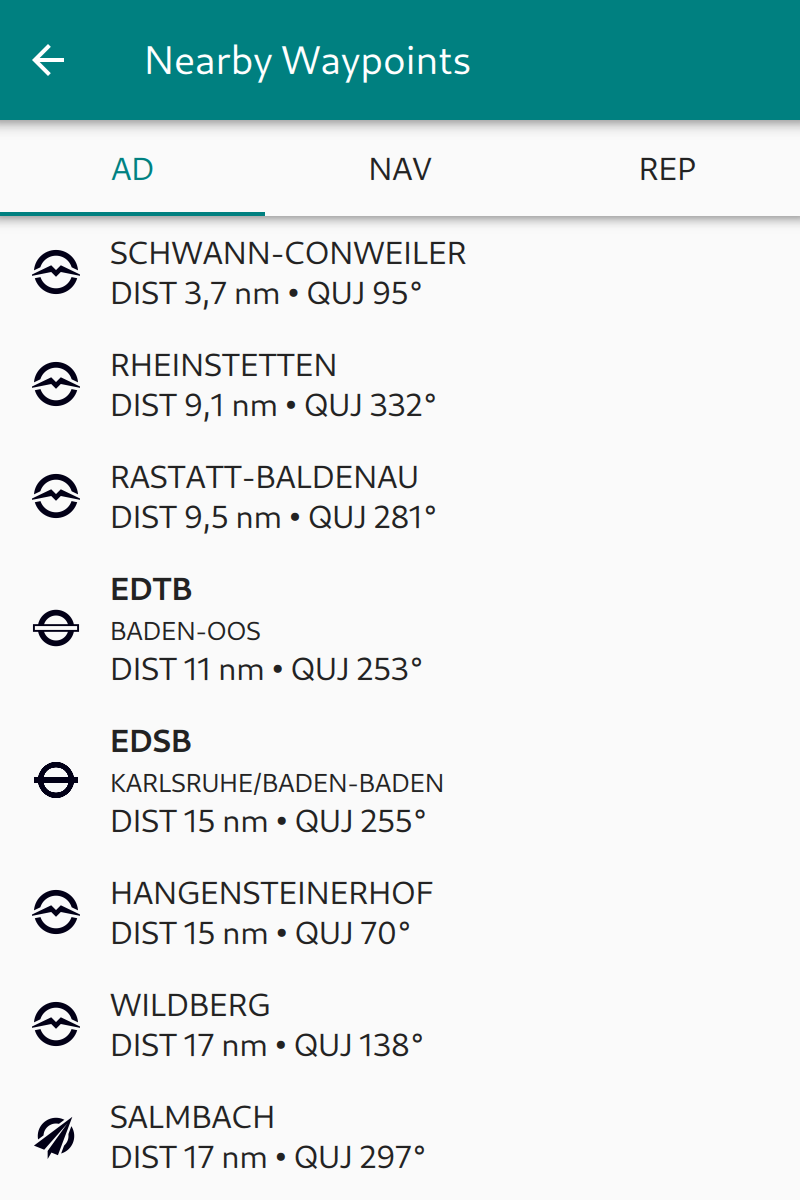 Nearby Waypoints
AD NAV REP
SCHWANN-CONWEILER
DIST 3,7 nm • QUJ 95°
RHEINSTETTEN
DIST 9,1 nm • QUJ 332°
RASTATT-BALDENAU
DIST 9,5 nm • QUJ 281°
EDTB
BADEN-OOS
DIST 11 nm • QUJ 253°
EDSB
KARLSRUHE/BADEN-BADEN
DIST 15 nm • QUJ 255°
HANGENSTEINERHOF
DIST 15 nm • QUJ 70°
WILDBERG
DIST 17 nm • QUJ 138°
SALMBACH
DIST 17 nm • QUJ 297°